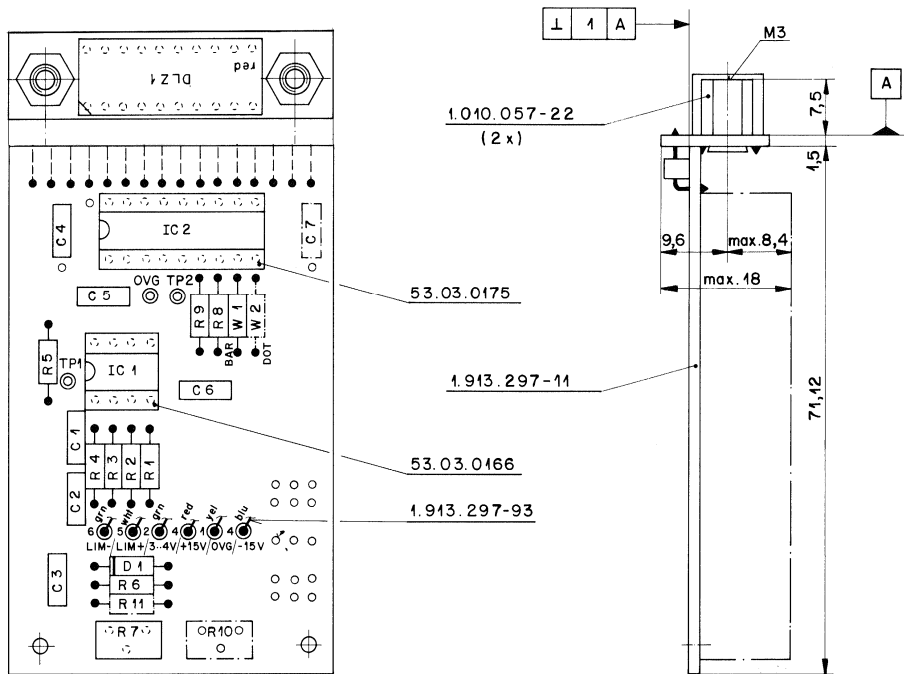 ⊥ 1 A
M3
red
DLZ1
1.010.057-22
(2x)
7,5
A
1,5
C4
IC2
C7
9,6
max.8,4
max.18
OVG TP2
C5
53.03.0175
R9
R8
W1
W2
BAR
DOT
R5
TP1
IC1
C6
1.913.297-11
71,12
C1
R4
R3
R2
R1
53.03.0166
C2
grn
wht
grn
red
yel
blu
1.913.297-93
6 5 2 4 1 4
LIM-/LIM+/3..4V/+15V/OVG/-15V
C3
D1
R6
R11
R7
R10